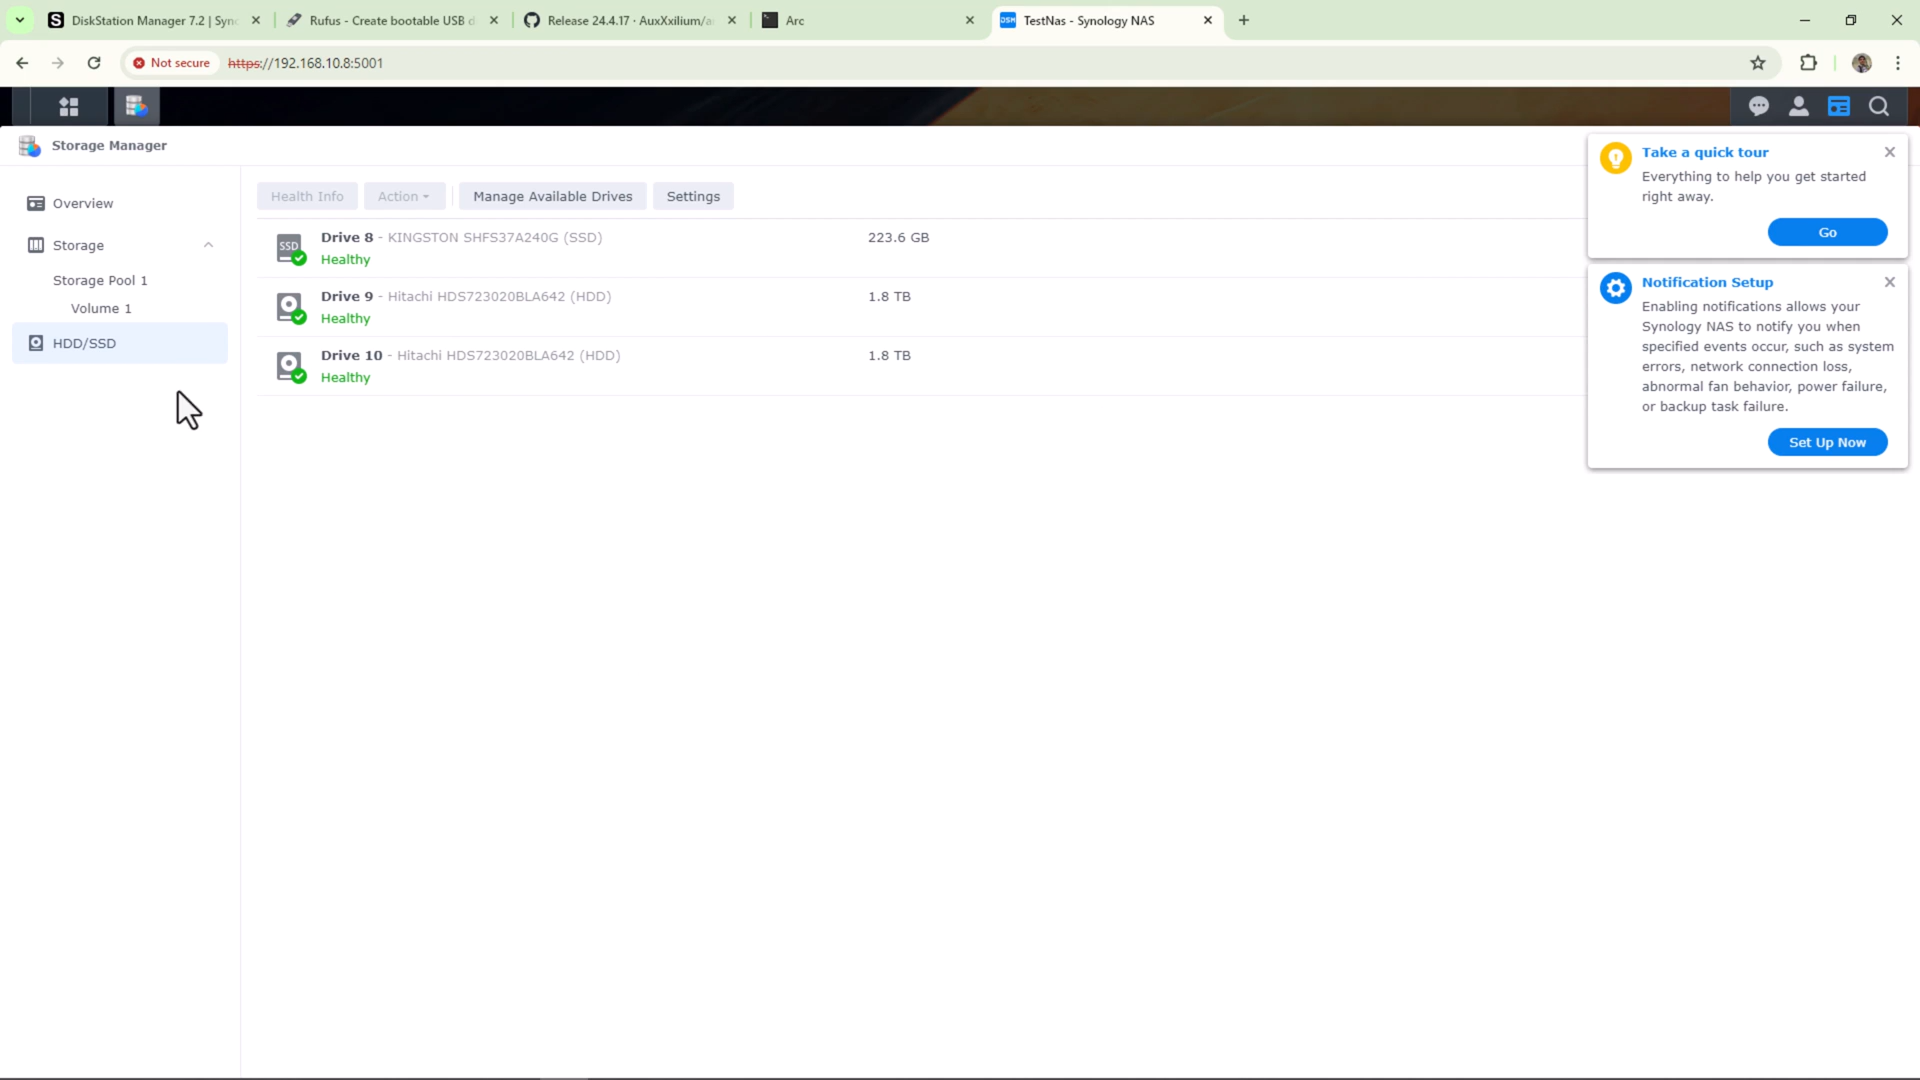 DiskStation Manager 7.2 | Sync
Rufus - Create bootable USB d
Release 24.4.17 · AuxXxilium/a
Arc
DSM
TestNas - Synology NAS
Not secure
https://192.168.10.8:5001
Storage Manager
Overview
Storage
Storage Pool 1
Volume 1
HDD/SSD
Health Info
Action
Manage Available Drives
Settings
SSD
Drive 8 - KINGSTON SHFS37A240G (SSD)
223.6 GB
Healthy
Drive 9 - Hitachi HDS723020BLA642 (HDD)
1.8 TB
Healthy
Drive 10 - Hitachi HDS723020BLA642 (HDD)
1.8 TB
Healthy
Take a quick tour
Everything to help you get started
right away.
Go
Notification Setup
Enabling notifications allows your
Synology NAS to notify you when
specified events occur, such as system
errors, network connection loss,
abnormal fan behavior, power failure,
or backup task failure.
Set Up Now